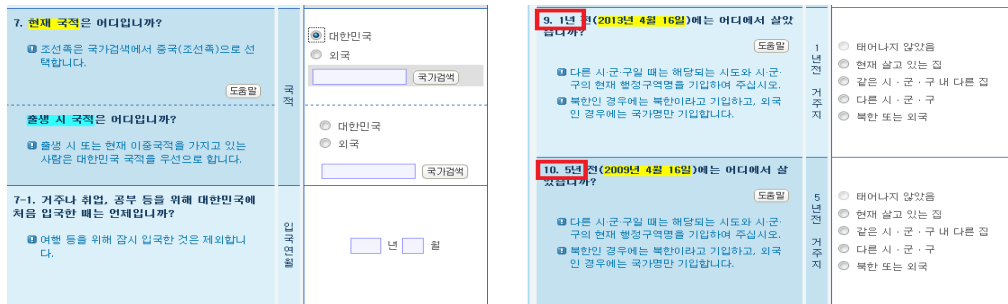 7. 현재 국적은 어디입니까?
조선족은 국가검색에서 중국(조선족)으로 선
택합니다.
도움말
국적
대한민국
외국
국가검색
출생 시 국적은 어디입니까?
출생 시 또는 현재 이중국적을 가지고 있는
사람은 대한민국 국적을 우선으로 합니다.
대한민국
외국
국가검색
7-1. 거주나 취업, 공부 등을 위해 대한민국에
처음 입국한 때는 언제입니까?
여행 등을 위해 잠시 입국한 것은 제외합니
다.
입국연월
년 월
9. 1년 전(2013년 4월 16일)에는 어디에서 살았
습니까?
도움말
다른 시·군·구일 때는 해당되는 시도와 시·군·
구의 현재 행정구역명을 기입하여 주십시오.
북한인 경우에는 북한이라고 기입하고, 외국
인 경우에는 국가명만 기입합니다.
1년전 거주지
태어나지 않았음
현재 살고 있는 집
같은 시 · 군 · 구 내 다른 집
다른 시 · 군 · 구
북한 또는 외국
10. 5년 전(2009년 4월 16일)에는 어디에서 살
았습니까?
도움말
다른 시·군·구일 때는 해당되는 시도와 시·군·
구의 현재 행정구역명을 기입하여 주십시오.
북한인 경우에는 북한이라고 기입하고, 외국
인 경우에는 국가명만 기입합니다.
5년전 거주지
태어나지 않았음
현재 살고 있는 집
같은 시 · 군 · 구 내 다른 집
다른 시 · 군 · 구
북한 또는 외국